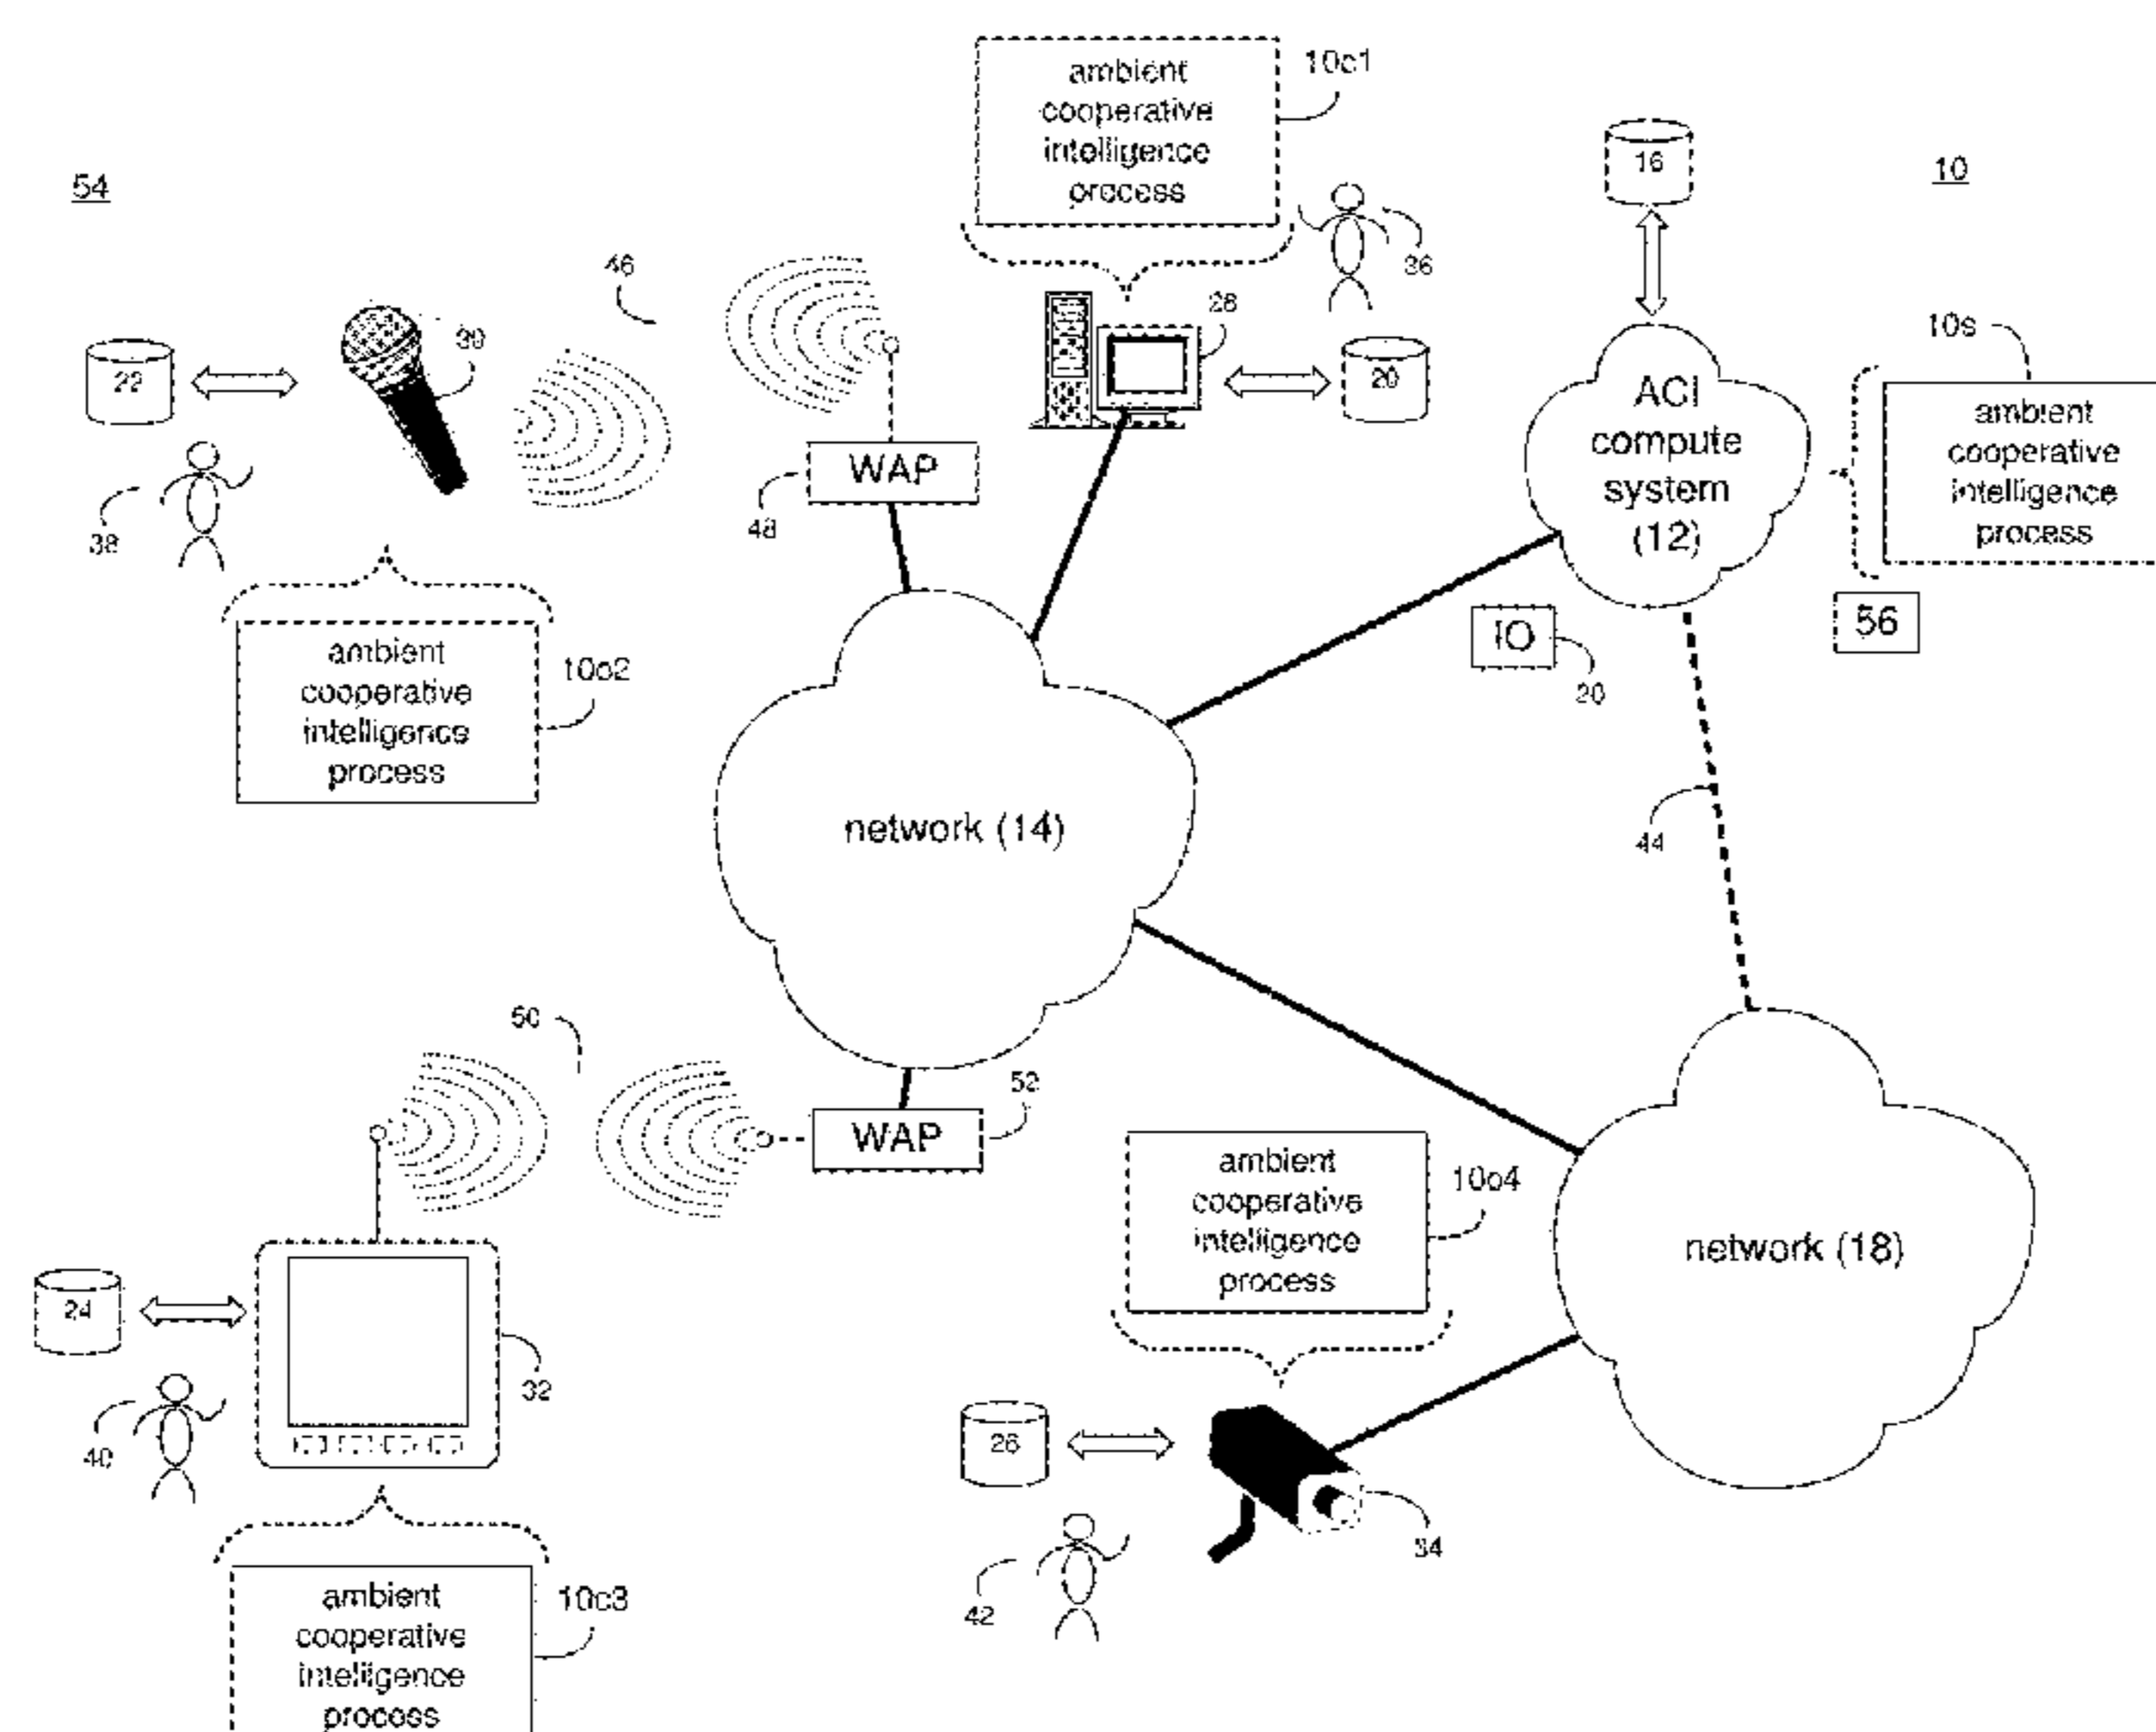 54
10
ambient
cooperative
intelligence
process
10c1
16
36
46
28
30
22
20
10s
ACI
compute
system
(12)
ambient
cooperative
intelligence
process
WAP
48
38
56
IO
20
ambient
cooperative
intelligence
process
10c2
network (14)
44
50
52
WAP
ambient
cooperative
intelligence
process
10c4
network (18)
24
32
40
26
34
42
ambient
cooperative
intelligence
process
10c3